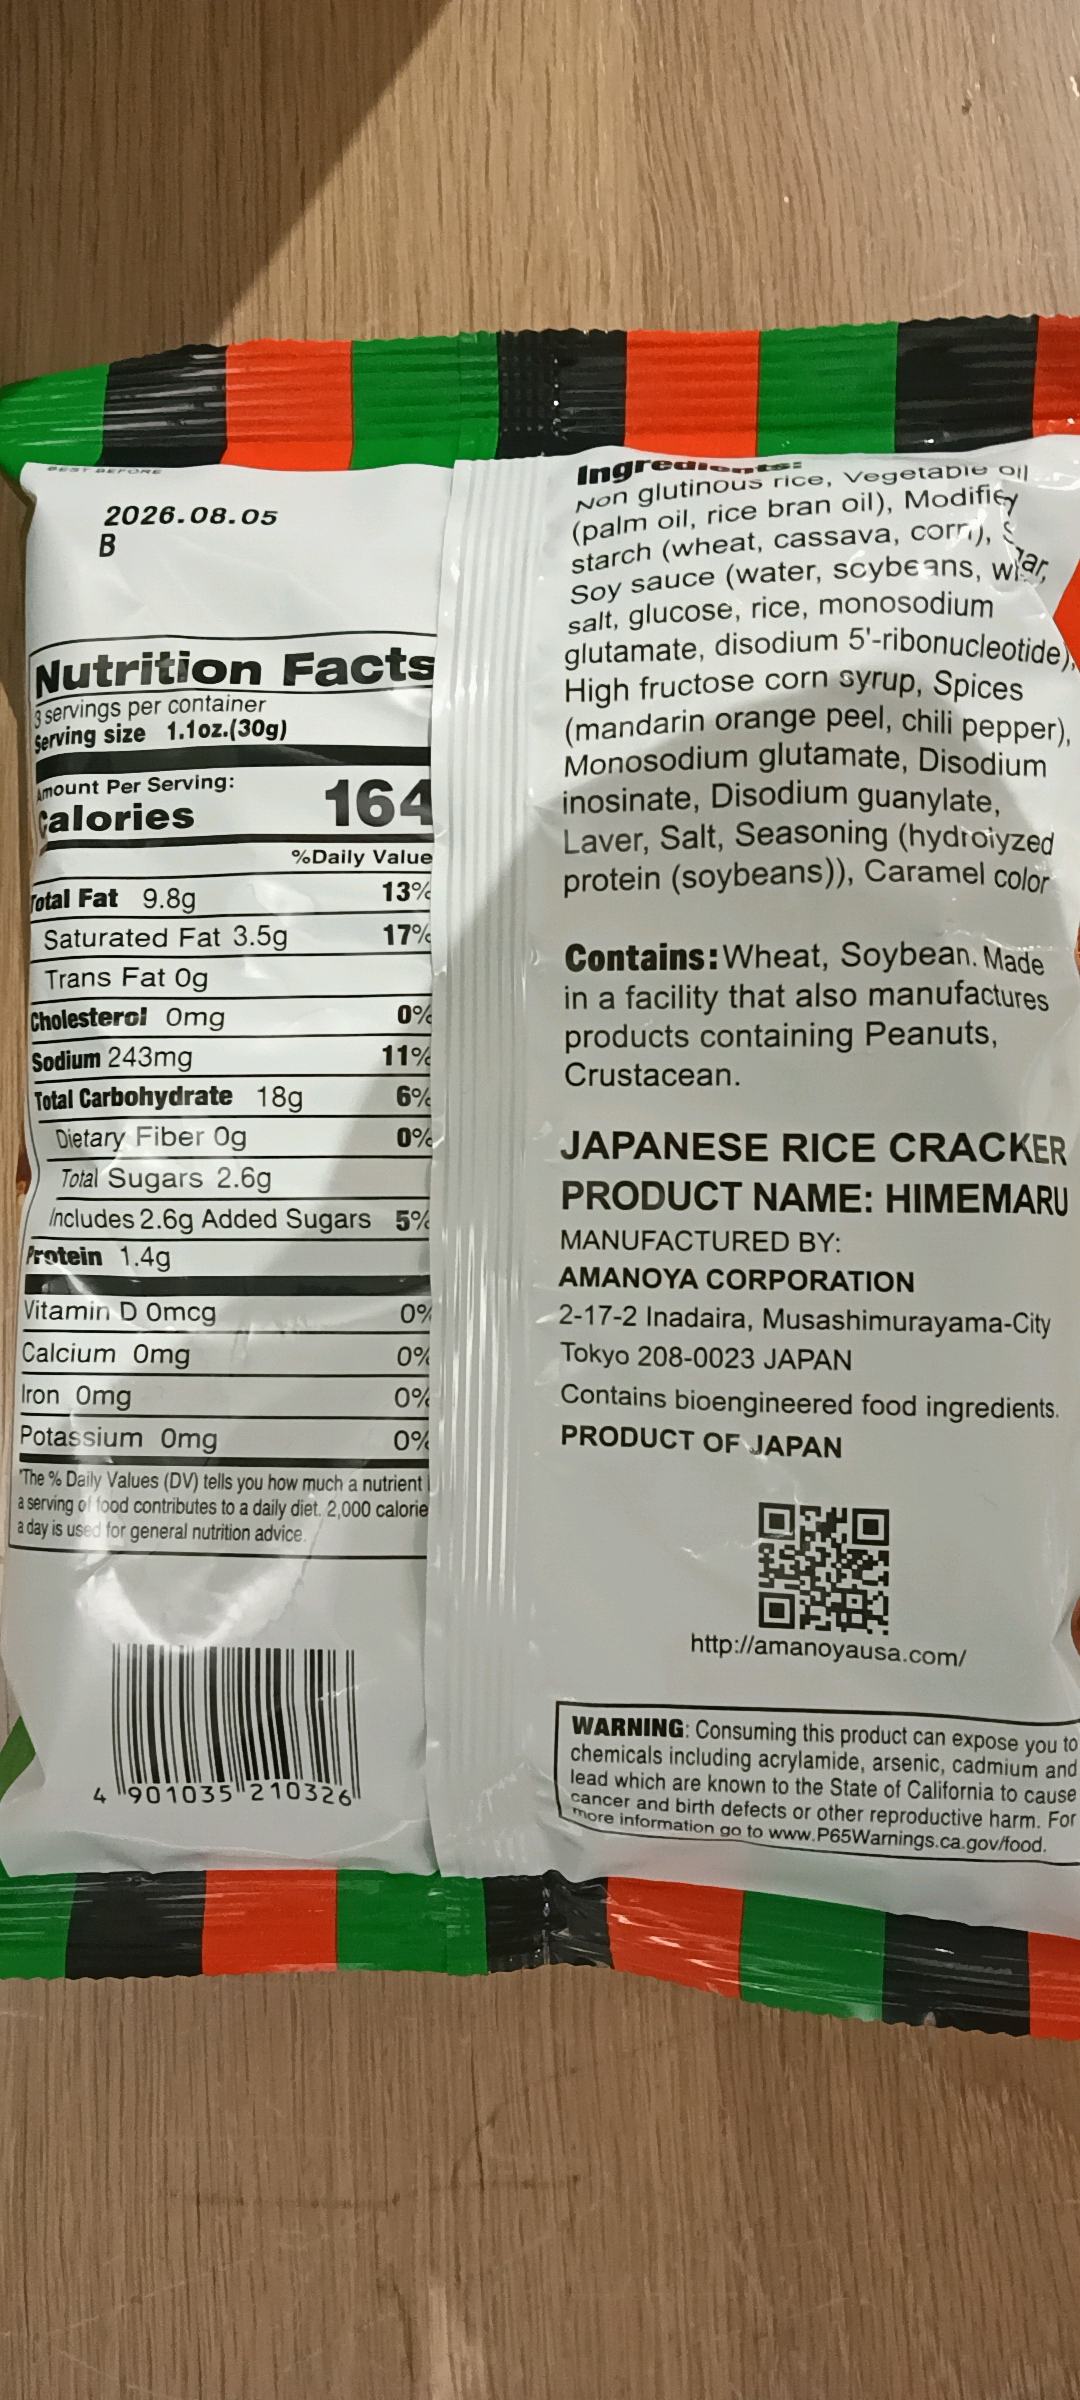 BEST BEFORE
2026.08.05
B
Nutrition Facts
3 servings per container
Serving size 1.1oz.(30g)
Amount Per Serving:
Calories 164
%Daily Value
Total Fat 9.8g 13%
Saturated Fat 3.5g 17%
Trans Fat 0g
Cholesterol 0mg 0%
Sodium 243mg 11%
Total Carbohydrate 18g 6%
Dietary Fiber 0g 0%
Total Sugars 2.6g
Includes 2.6g Added Sugars 5%
Protein 1.4g
Vitamin D 0mcg 0%
Calcium 0mg 0%
Iron 0mg 0%
Potassium 0mg 0%
*The % Daily Values (DV) tells you how much a nutrient
a serving of food contributes to a daily diet. 2,000 calorie
a day is used for general nutrition advice.
4 901035 210326
Ingredients:
Non glutinous rice, Vegetable oil
(palm oil, rice bran oil), Modified
starch (wheat, cassava, corn),
Soy sauce (water, soybeans,
salt, glucose, rice, monosodium
glutamate, disodium 5'-ribonucleotide),
High fructose corn syrup, Spices
(mandarin orange peel, chili pepper),
Monosodium glutamate, Disodium
inosinate, Disodium guanylate,
Laver, Salt, Seasoning (hydrolyzed
protein (soybeans)), Caramel color
Contains: Wheat, Soybean. Made
in a facility that also manufactures
products containing Peanuts,
Crustacean.
JAPANESE RICE CRACKER
PRODUCT NAME: HIMEMARU
MANUFACTURED BY:
AMANOYA CORPORATION
2-17-2 Inadaira, Musashimurayama-City
Tokyo 208-0023 JAPAN
Contains bioengineered food ingredients.
PRODUCT OF JAPAN
http://amanoyausa.com/
WARNING: Consuming this product can expose you to
chemicals including acrylamide, arsenic, cadmium and
lead which are known to the State of California to cause
cancer and birth defects or other reproductive harm. For
more information go to www.P65Warnings.ca.gov/food.